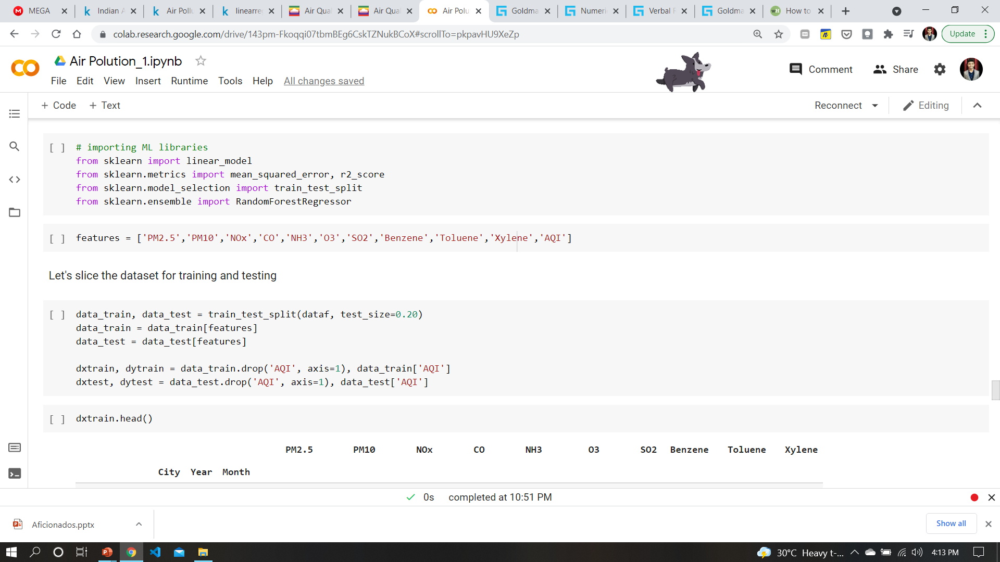 MEGA
Indian A
Air Pollu
linearreg
Air Qual
Air Qual
Air Polu
Goldma
Numeri
Verbal R
Goldma
How to
colab.research.google.com/drive/143pm-Fkoqqi07tbmBEg6CskTZNukBCoX#scrollTo=pkpavHU9XeZp
Update
Air Polution_1.ipynb
File Edit View Insert Runtime Tools Help All changes saved
Comment
Share
+ Code + Text
Reconnect
Editing
[ ] # importing ML libraries
from sklearn import linear_model
from sklearn.metrics import mean_squared_error, r2_score
from sklearn.model_selection import train_test_split
from sklearn.ensemble import RandomForestRegressor
[ ] features = ['PM2.5','PM10','NOx','CO','NH3','O3','SO2','Benzene','Toluene','Xylene','AQI']
Let's slice the dataset for training and testing
[ ] data_train, data_test = train_test_split(dataf, test_size=0.20)
data_train = data_train[features]
data_test = data_test[features]
dxtrain, dytrain = data_train.drop('AQI', axis=1), data_train['AQI']
dxtest, dytest = data_test.drop('AQI', axis=1), data_test['AQI']
[ ] dxtrain.head()
PM2.5 PM10 NOx CO NH3 O3 SO2 Benzene Toluene Xylene
City Year Month
0s completed at 10:51 PM
Aficionados.pptx
Show all
30°C Heavy t-...
4:13 PM